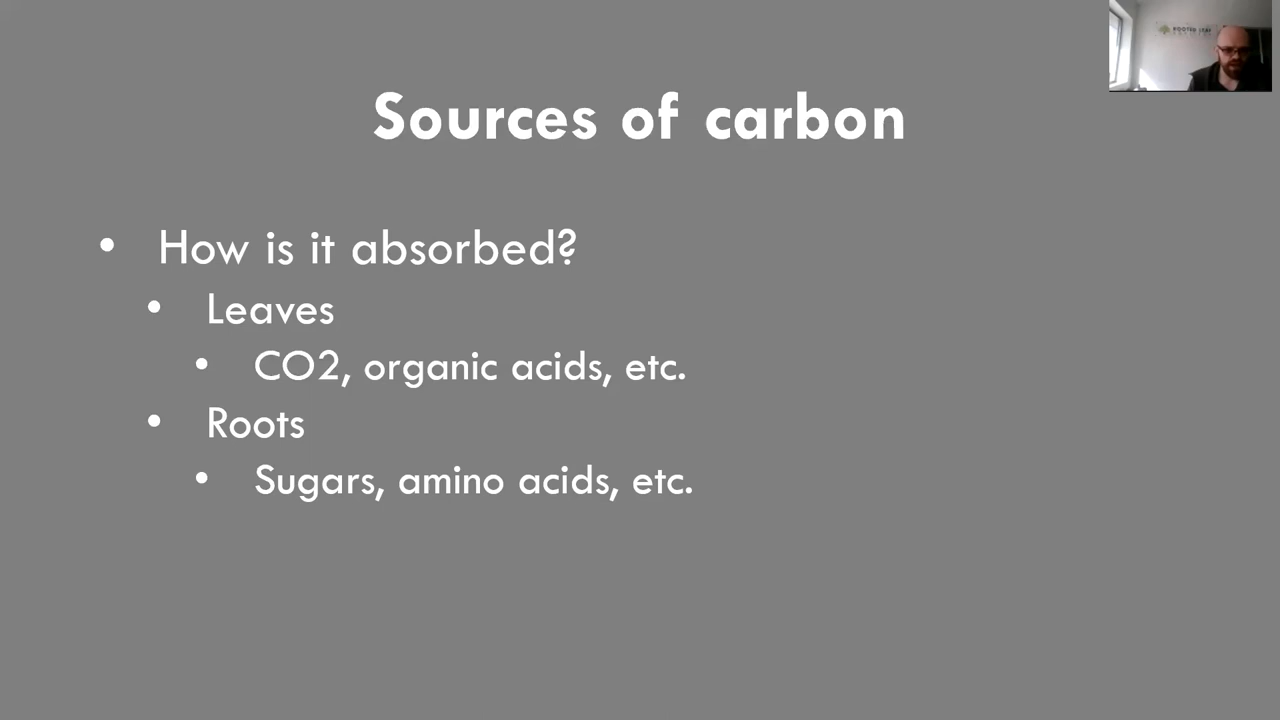 Sources of carbon
• How is it absorbed?
• Leaves
• CO2, organic acids, etc.
• Roots
• Sugars, amino acids, etc.